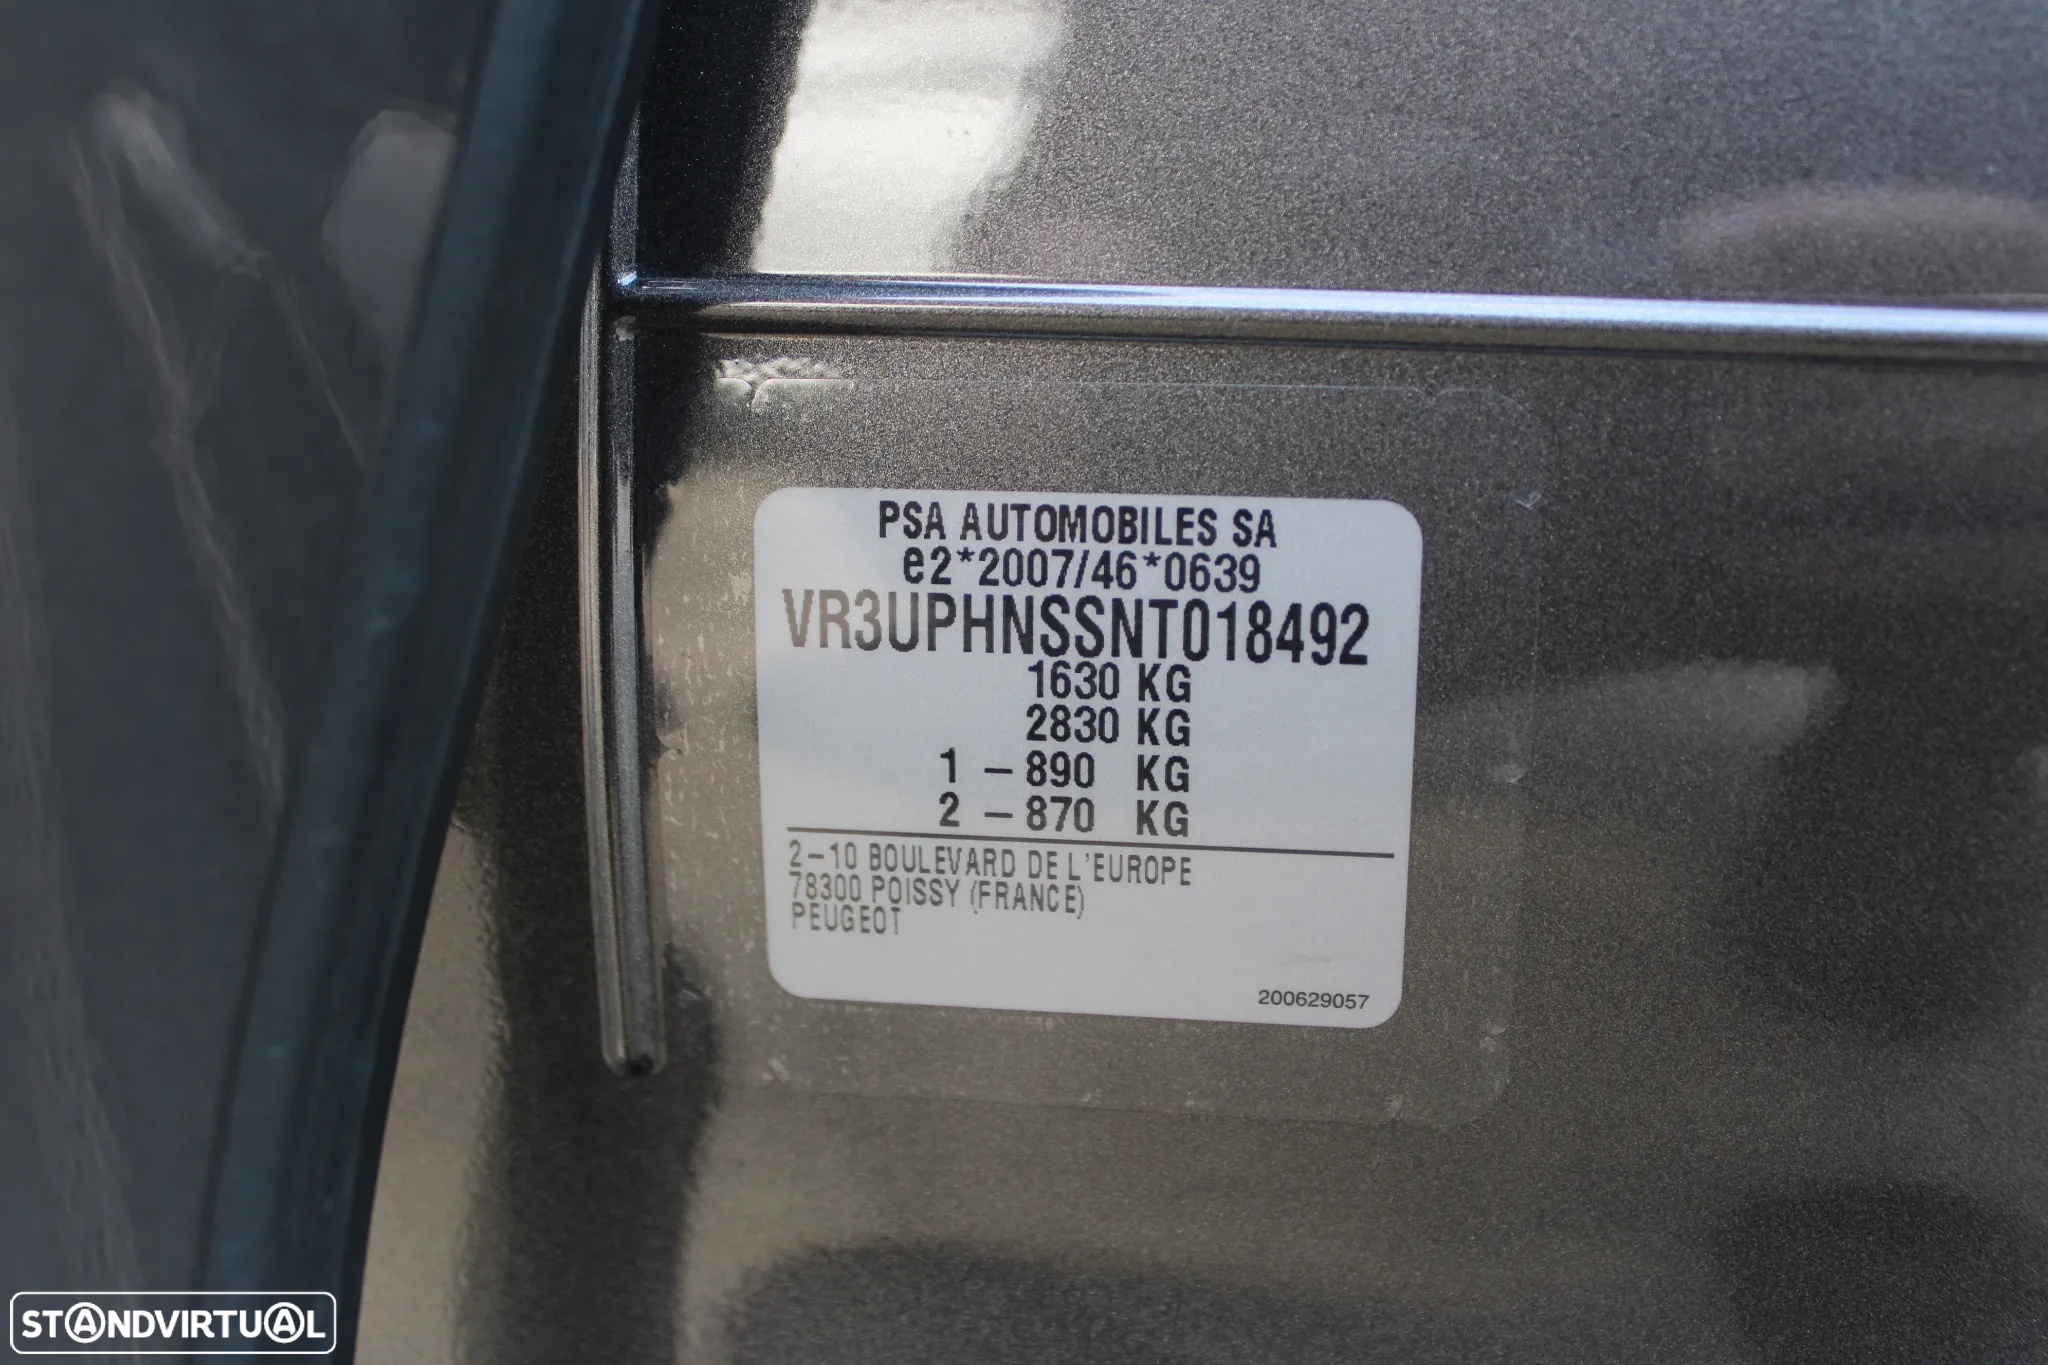 PSA AUTOMOBILES SA
e2*2007/46*0639
VR3UPHNSSNT018492
1630 KG
2830 KG
1 – 890 KG
2 – 870 KG
2-10 BOULEVARD DE L'EUROPE
78300 POISSY (FRANCE)
PEUGEOT
200629057
STANDVIRTUAL